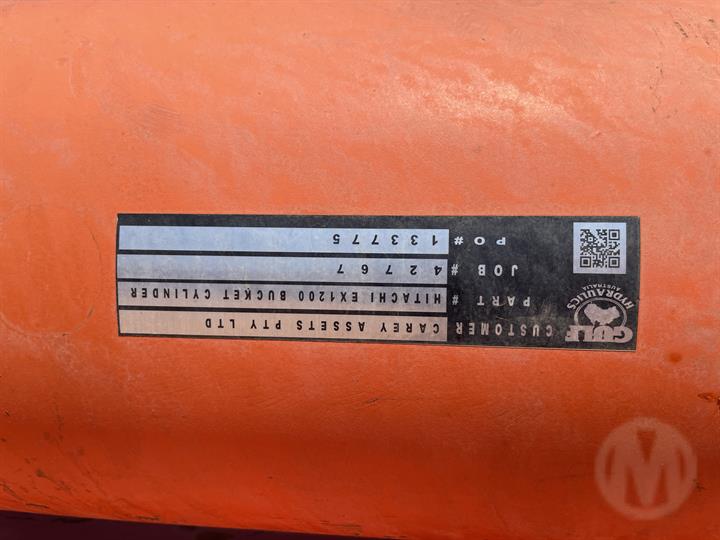 GULF
HYDRAULICS
AUSTRALIA
CUSTOMER CAREY ASSETS PTY LTD
PART # HITACHI EX1200 BUCKET CYLINDER
JOB # 42767
PO# 133775
M